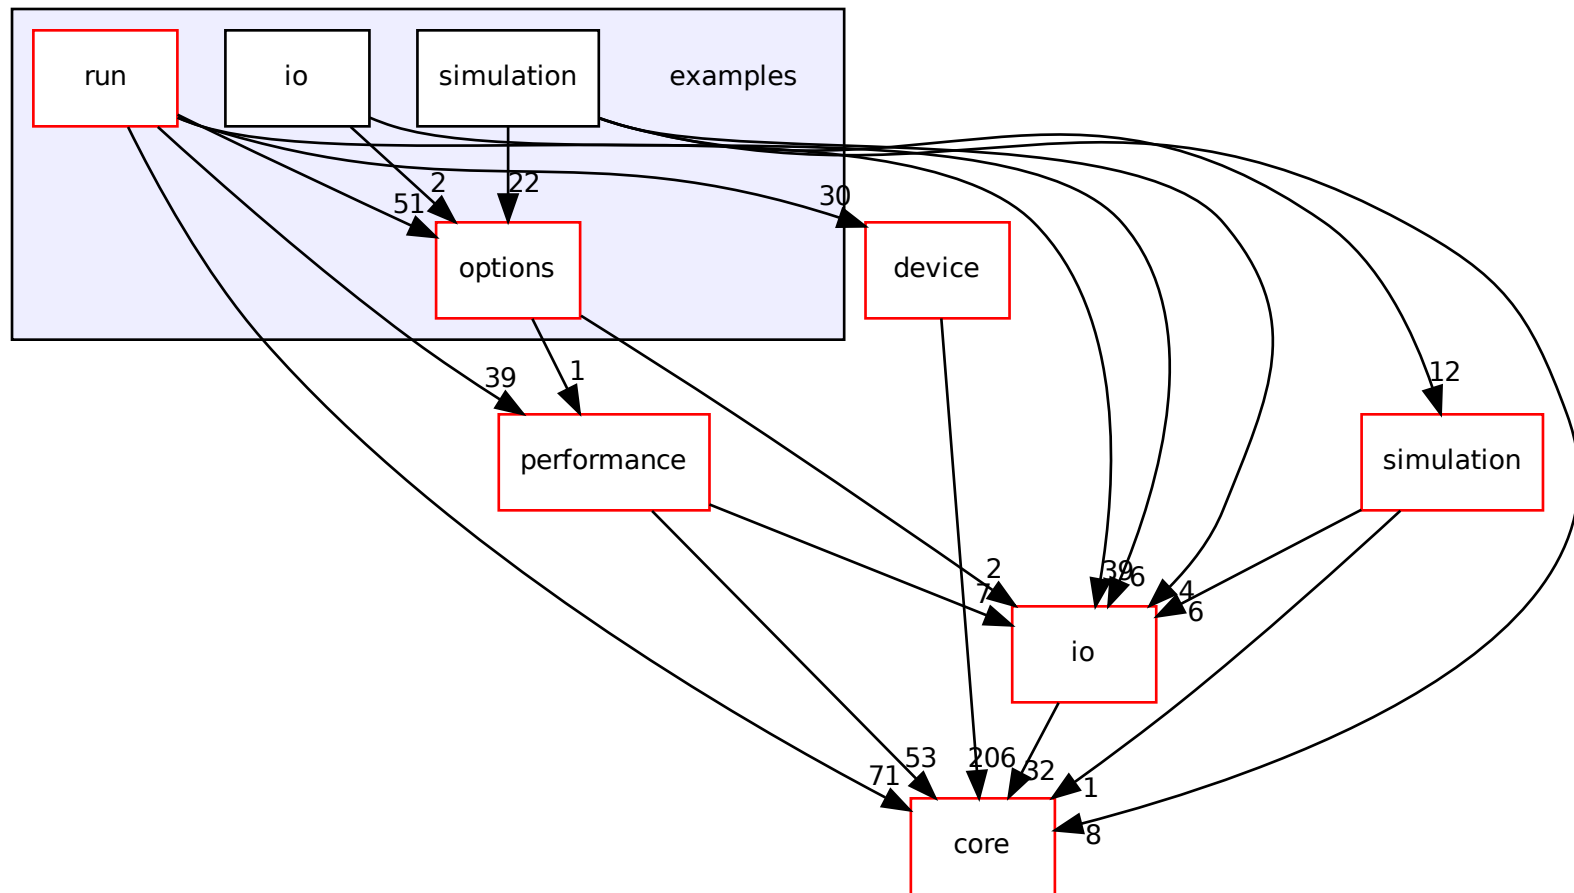 run
io
simulation
examples
2
22
30
51
options
device
1
39
12
performance
simulation
2
39
6
7
4
6
io
53
206
32
71
1
8
core